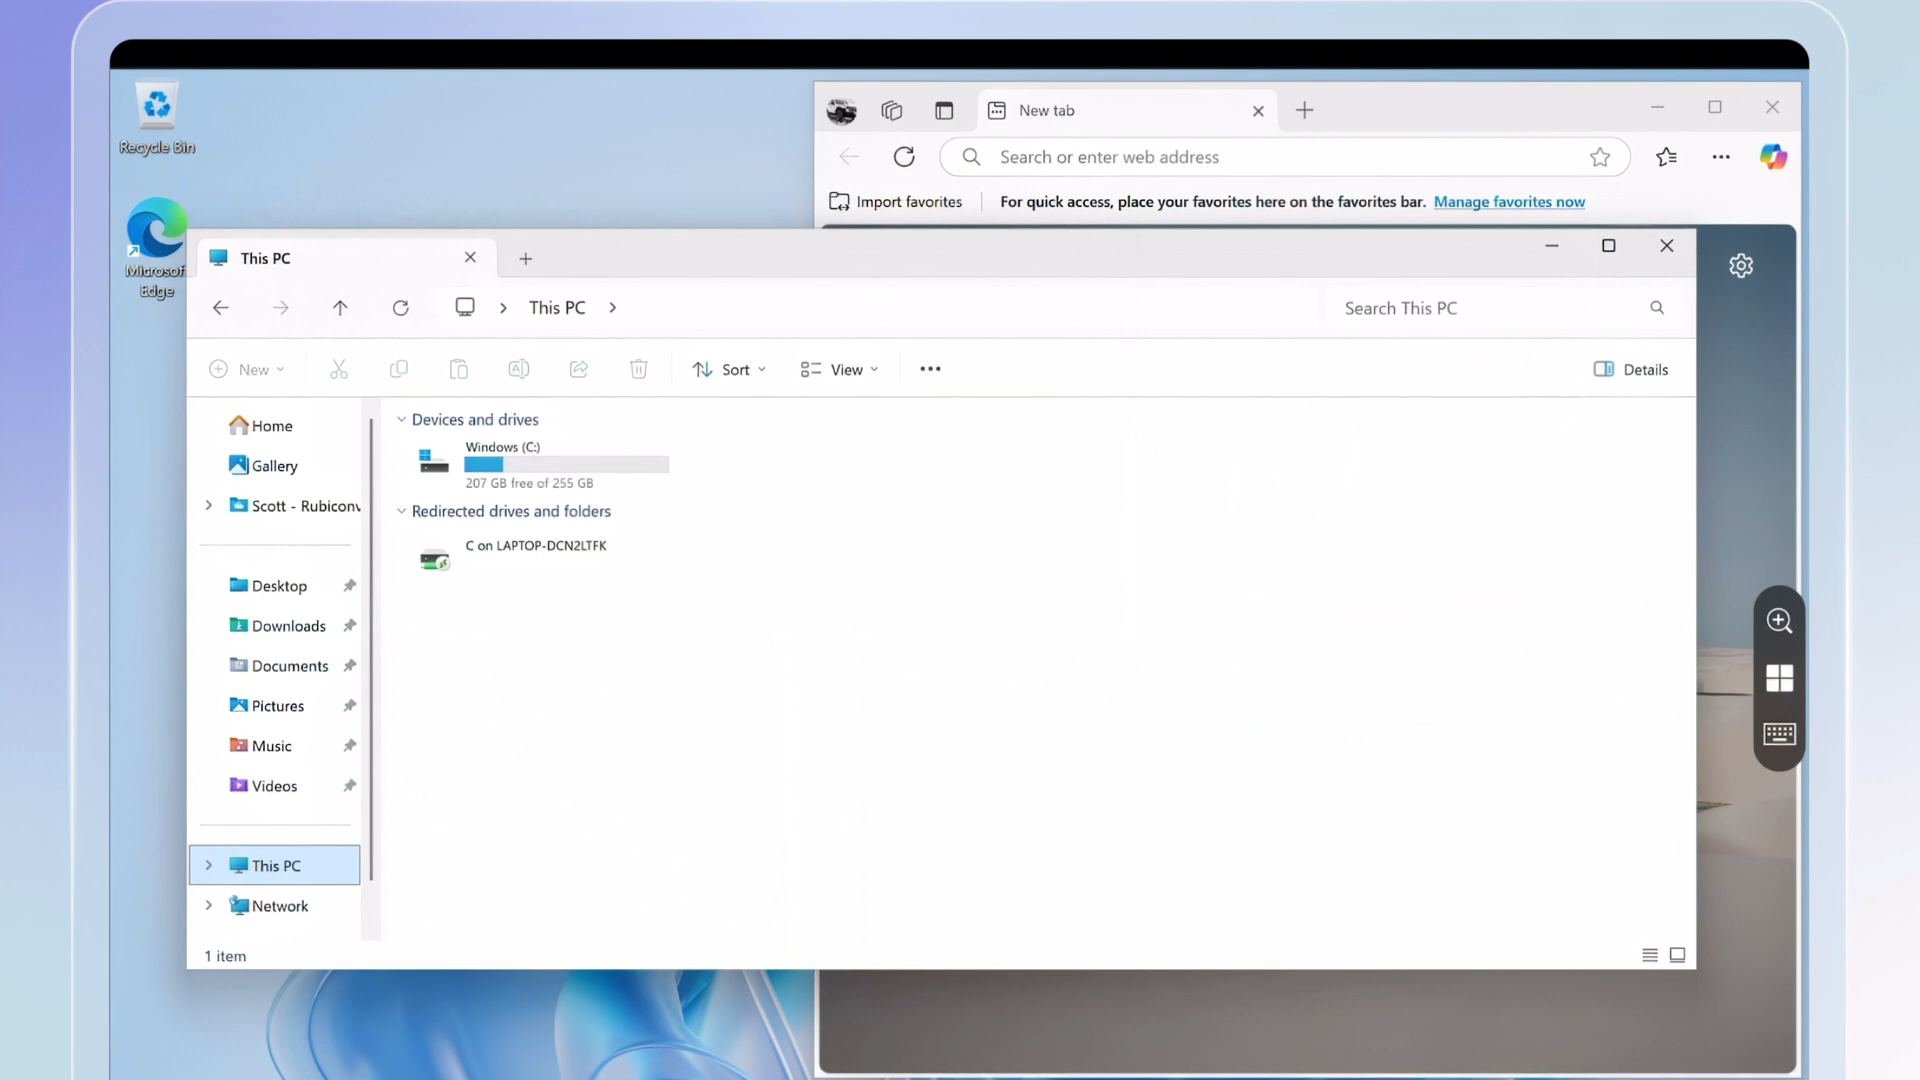 Recycle Bin
Microsof
Edge
New tab
Search or enter web address
Import favorites
For quick access, place your favorites here on the favorites bar. Manage favorites now
This PC
This PC
Search This PC
New
Sort
View
Details
Home
Gallery
Scott - Rubiconv
Desktop
Downloads
Documents
Pictures
Music
Videos
This PC
Network
Devices and drives
Windows (C:)
207 GB free of 255 GB
Redirected drives and folders
C on LAPTOP-DCN2LTFK
1 item